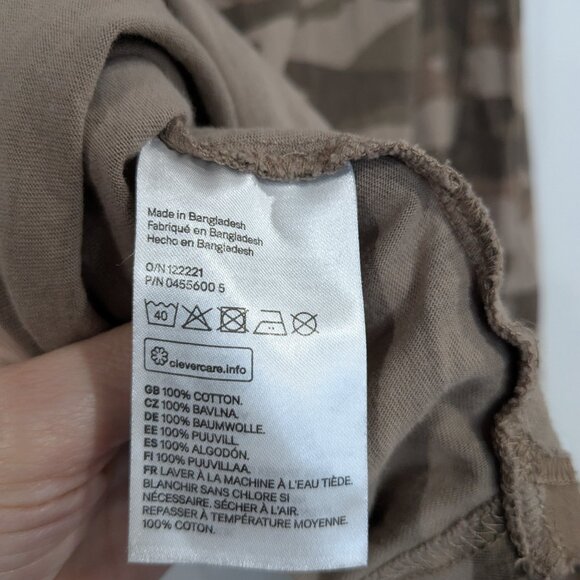 Made in Bangladesh
Fabriqué en Bangladesh
Hecho en Bangladesh
O/N 122221
P/N 0455600 5
40
clevercare.info
GB 100% COTTON.
CZ 100% BAVLNA.
DE 100% BAUMWOLLE.
EE 100% PUUVILL.
ES 100% ALGODÓN.
FI 100% PUUVILLAA.
FR LAVER À LA MACHINE À L'EAU TIÈDE.
BLANCHIR SANS CHLORE SI
NÉCESSAIRE. SÉCHER À L'AIR.
REPASSER À TEMPÉRATURE MOYENNE.
100% COTON.